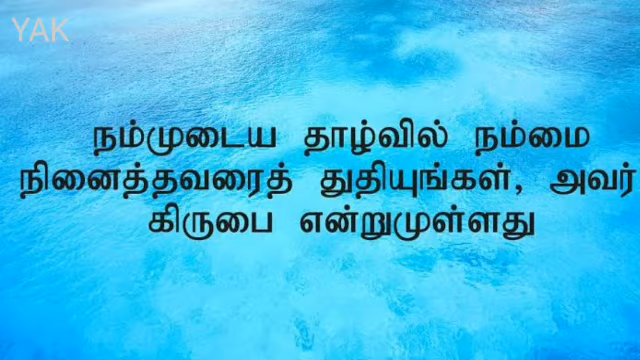 YAK
நம்முடைய தாழ்வில் நம்மை
நினைத்தவரைத் துதியுங்கள், அவர்
கிருபை என்றுமுள்ளது